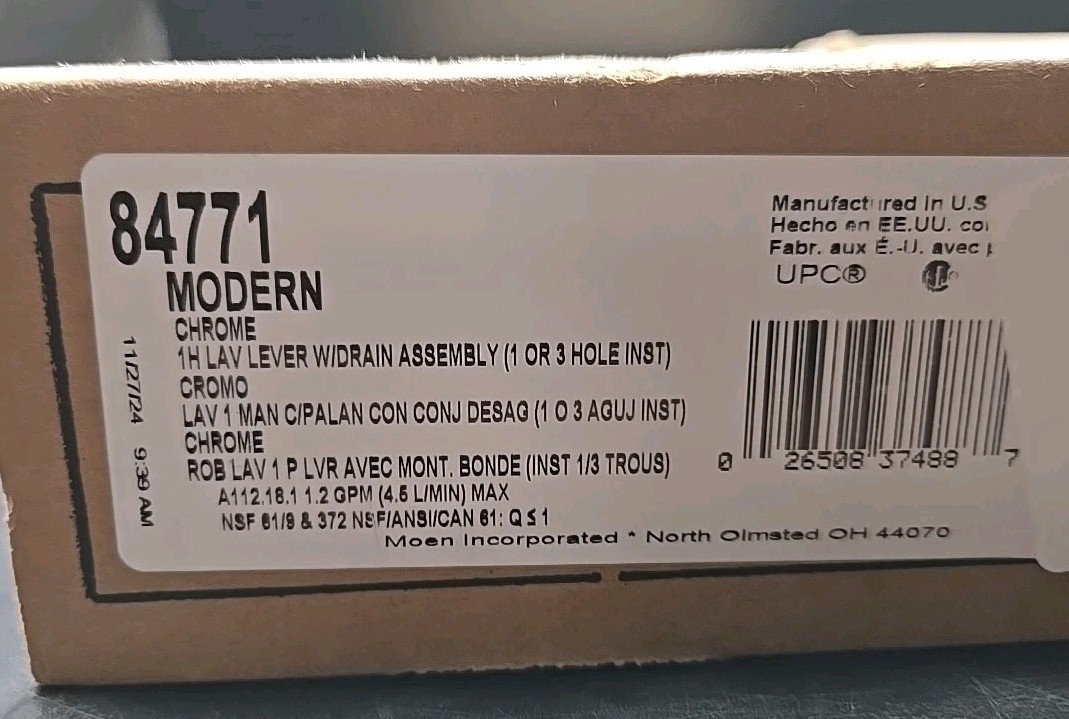 84771
MODERN
CHROME
1H LAV LEVER W/DRAIN ASSEMBLY (1 OR 3 HOLE INST)
CROMO
LAV 1 MAN C/PALAN CON CONJ DESAG (1 O 3 AGUJ INST)
CHROME
ROB LAV 1 P LVR AVEC MONT. BONDE (INST 1/3 TROUS)
A112.18.1 1.2 GPM (4.5 L/MIN) MAX
NSF 61/9 & 372 NSF/ANSI/CAN 61: Q ≤ 1
Moen Incorporated * North Olmsted OH 44070
11/27/24 9:39 AM
Manufactured In U.S
Hecho en EE.UU.
Fabr. aux É.-U. avec
UPC®
0 26508 37488 7